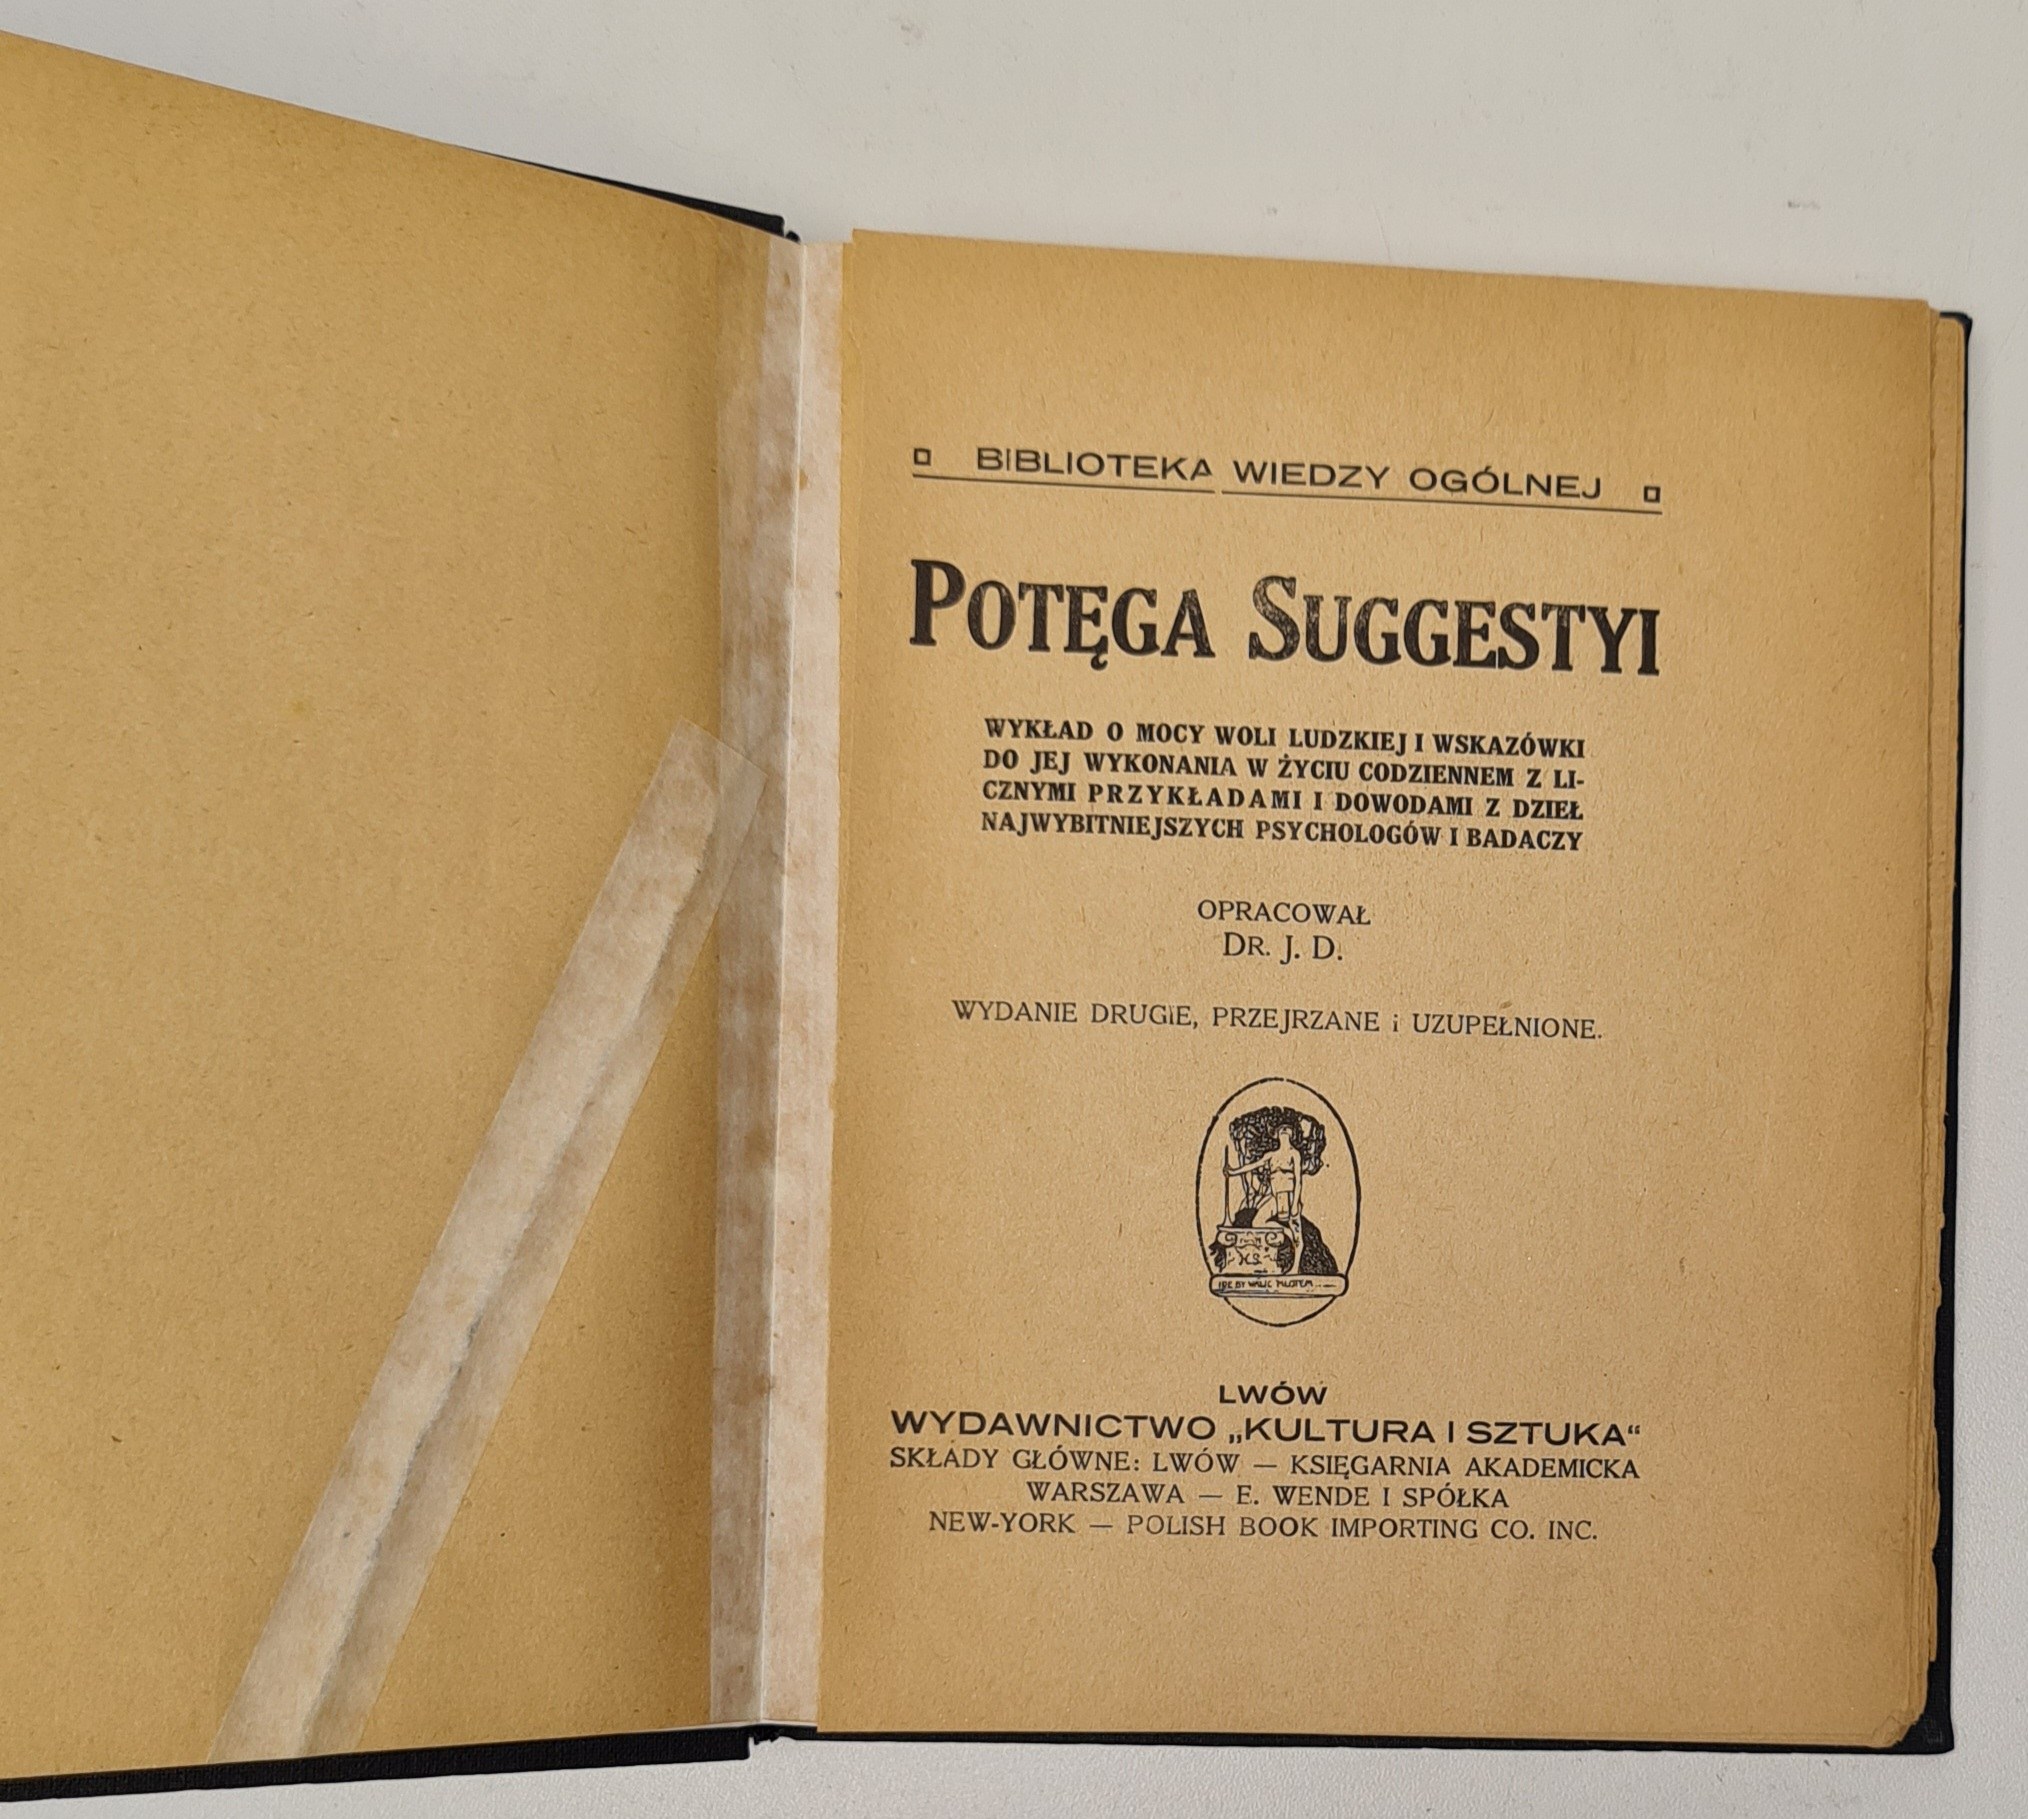 BIBLIOTEKA WIEDZY OGÓLNEJ
POTĘGA SUGGESTYI
WYKŁAD O MOCY WOLI LUDZKIEJ I WSKAZÓWKI
DO JEJ WYKONANIA W ŻYCIU CODZIENNEM Z LI-
CZNYMI PRZYKŁADAMI I DOWODAMI Z DZIEŁ
NAJWYBITNIEJSZYCH PSYCHOLOGÓW I BADACZY
OPRACOWAŁ
DR. J. D.
WYDANIE DRUGIE, PRZEJRZANE i UZUPEŁNIONE.
LWÓW
WYDAWNICTWO „KULTURA I SZTUKA“
SKŁADY GŁÓWNE: LWÓW — KSIĘGARNIA AKADEMICKA
WARSZAWA — E. WENDE I SPÓŁKA
NEW-YORK — POLISH BOOK IMPORTING CO. INC.